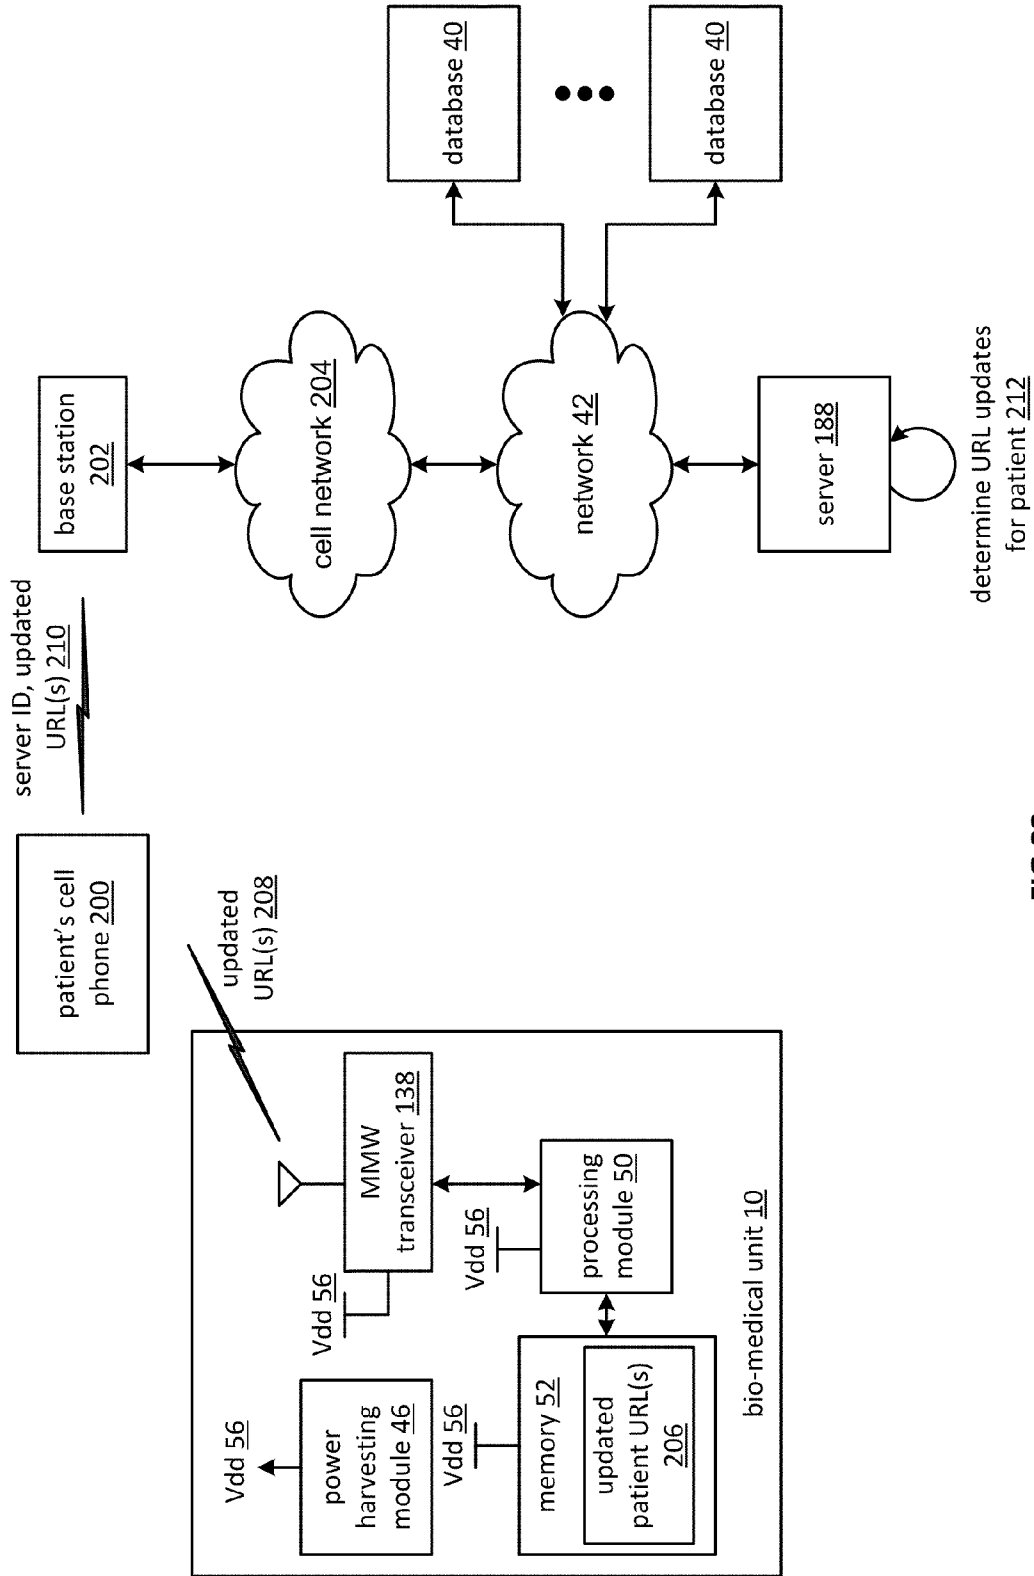 patient's cell
phone 200
server ID, updated
URL(s) 210
base station
202
updated
URL(s) 208
cell network 204
database 40
database 40
network 42
server 188
determine URL updates
for patient 212
Vdd 56
power
harvesting
module 46
Vdd 56
MMW
transceiver 138
Vdd 56
memory 52
updated
patient URL(s)
206
Vdd 56
processing
module 50
bio-medical unit 10